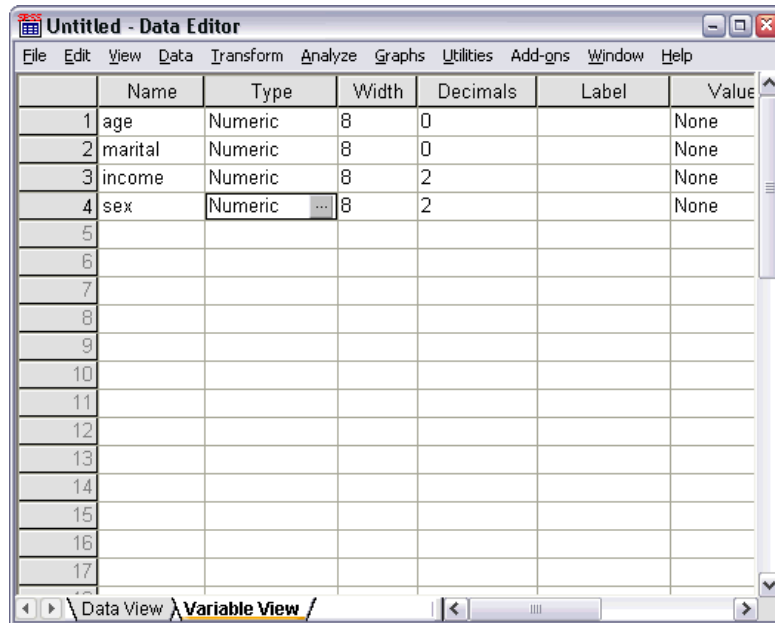 Untitled - Data Editor
File Edit View Data Transform Analyze Graphs Utilities Add-ons Window Help
Name Type Width Decimals Label Value
1 age Numeric 8 0 None
2 marital Numeric 8 0 None
3 income Numeric 8 2 None
4 sex Numeric ... 8 2 None
5
6
7
8
9
10
11
12
13
14
15
16
17
Data View Variable View